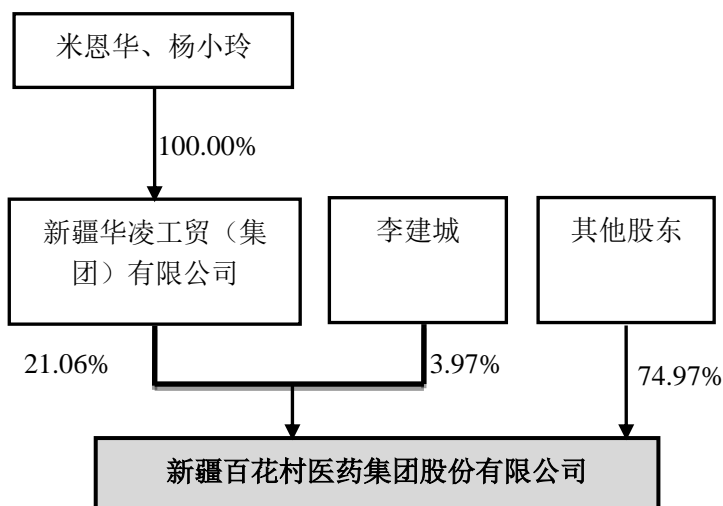 米恩华、杨小玲
100.00%
新疆华凌工贸（集
团）有限公司
李建城
其他股东
21.06%
3.97%
74.97%
新疆百花村医药集团股份有限公司